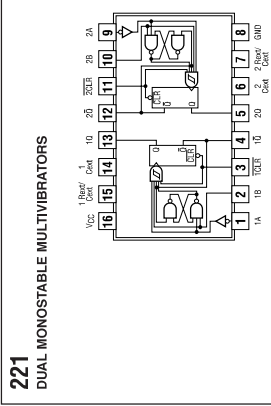 221
DUAL MONOSTABLE MULTIVIBRATORS
VCC
1 Rext/
Cext
1
Cext
1Q
2Q̅
2CLR̅
2B
2A
16
15
14
13
12
11
10
9
Q
Q̅
CLR
Q̅
Q
CLR
1
2
3
4
5
6
7
8
1A
1B
1CLR̅
1Q̅
2Q
2
Cext
2 Rext/
Cext
GND